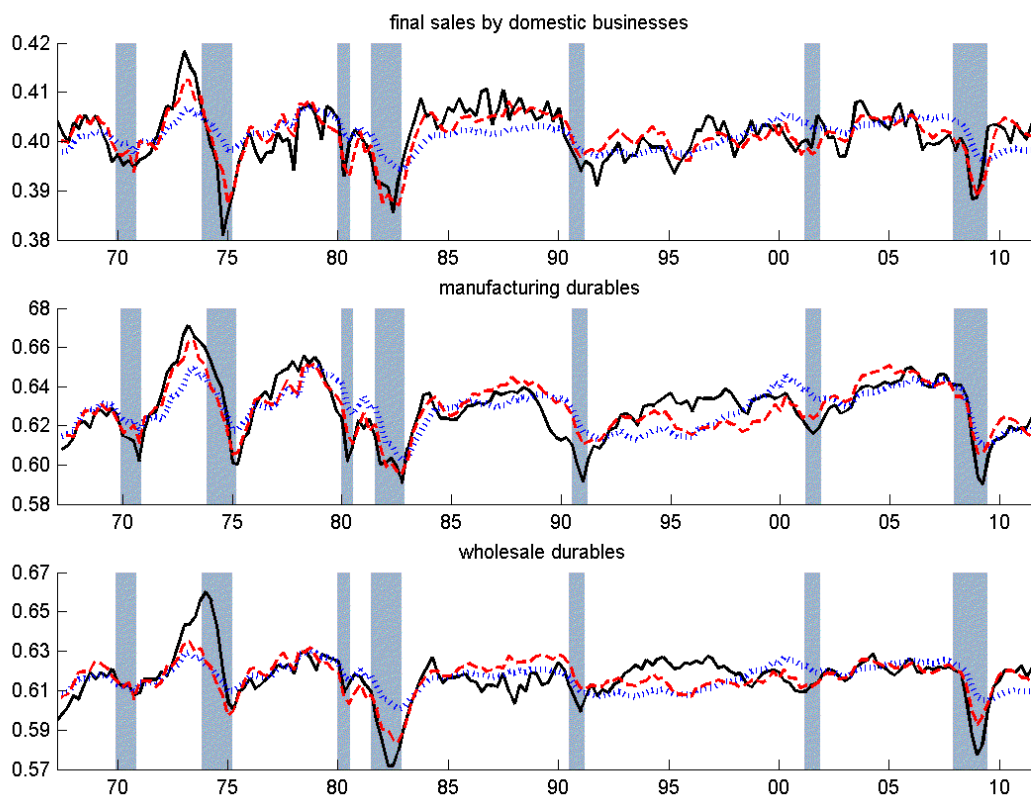 final sales by domestic businesses
0.42
0.41
0.40
0.39
0.38
70 75 80 85 90 95 00 05 10
manufacturing durables
68
0.66
0.64
0.62
0.60
0.58
70 75 80 85 90 95 00 05 10
wholesale durables
0.67
0.65
0.63
0.61
0.59
0.57
70 75 80 85 90 95 00 05 10